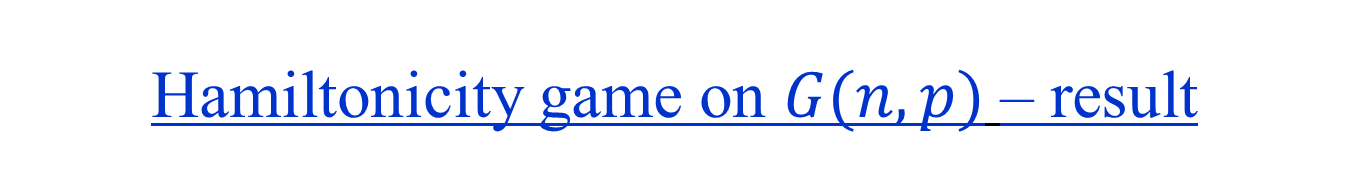 Hamiltonicity game on 𝐺(𝑛, 𝑝) – result